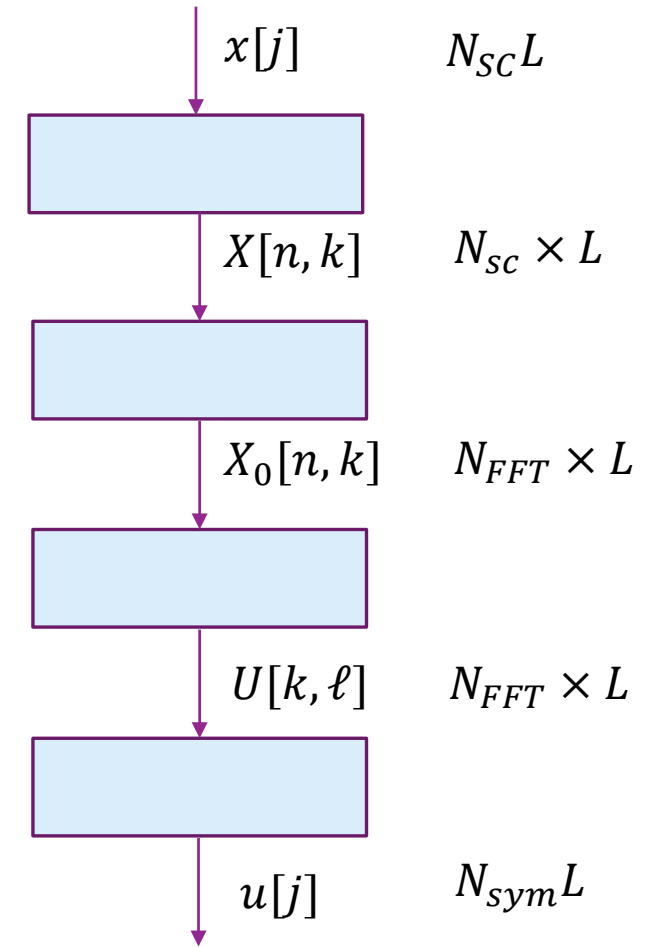 x[j] N_{SC}L
X[n, k] N_{sc} × L
X_0[n, k] N_{FFT} × L
U[k, ℓ] N_{FFT} × L
u[j] N_{sym}L